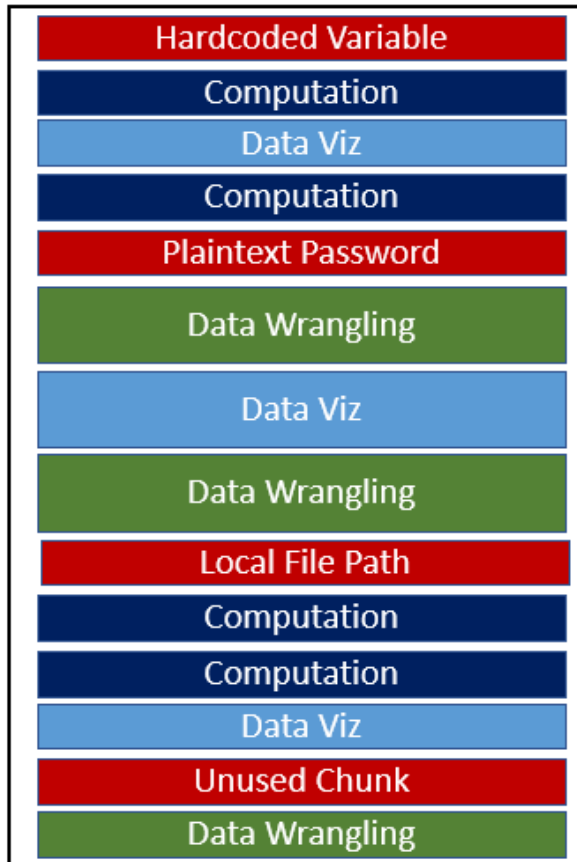 Hardcoded Variable
Computation
Data Viz
Computation
Plaintext Password
Data Wrangling
Data Viz
Data Wrangling
Local File Path
Computation
Computation
Data Viz
Unused Chunk
Data Wrangling